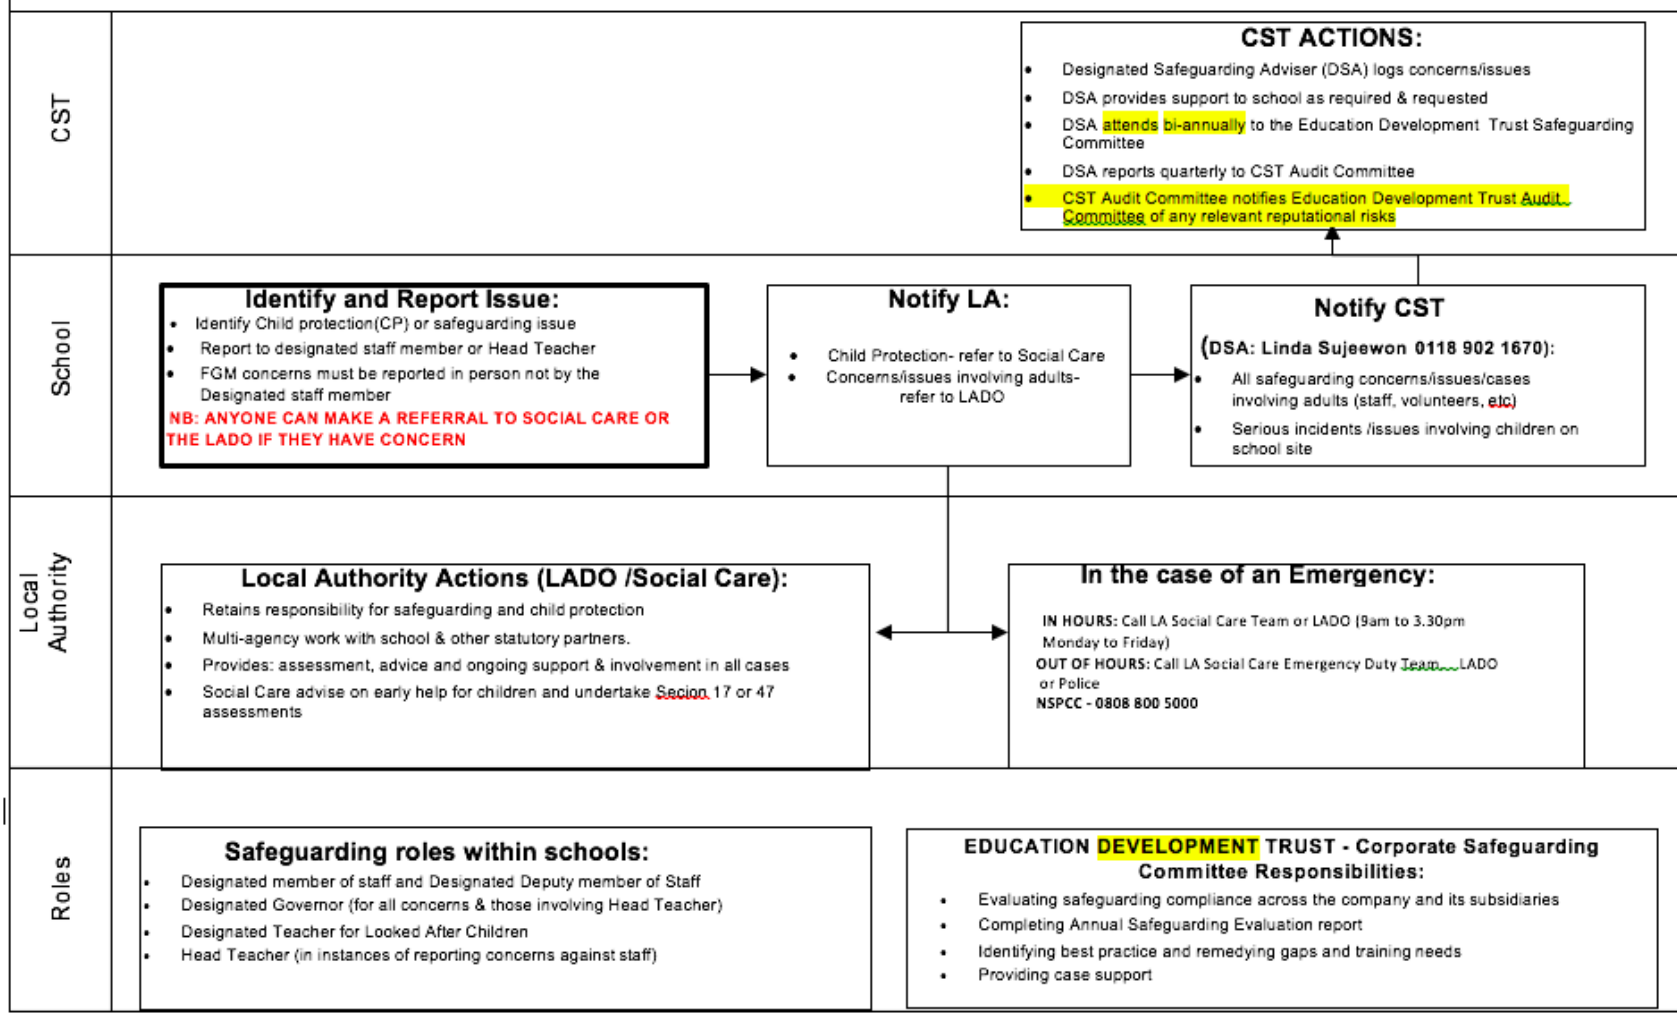 CST
CST ACTIONS:
• Designated Safeguarding Adviser (DSA) logs concerns/issues
• DSA provides support to school as required & requested
• DSA attends bi-annually to the Education Development Trust Safeguarding
Committee
• DSA reports quarterly to CST Audit Committee
• CST Audit Committee notifies Education Development Trust Audit
Committee of any relevant reputational risks
School
Identify and Report Issue:
• Identify Child protection(CP) or safeguarding issue
• Report to designated staff member or Head Teacher
• FGM concerns must be reported in person not by the
Designated staff member
NB: ANYONE CAN MAKE A REFERRAL TO SOCIAL CARE OR
THE LADO IF THEY HAVE CONCERN
Notify LA:
• Child Protection- refer to Social Care
• Concerns/issues involving adults-
refer to LADO
Notify CST
(DSA: Linda Sujeewon 0118 902 1670):
• All safeguarding concerns/issues/cases
involving adults (staff, volunteers, etc)
• Serious incidents /issues involving children on
school site
Local
Authority
Local Authority Actions (LADO /Social Care):
• Retains responsibility for safeguarding and child protection
• Multi-agency work with school & other statutory partners.
• Provides: assessment, advice and ongoing support & involvement in all cases
• Social Care advise on early help for children and undertake Secion 17 or 47
assessments
In the case of an Emergency:
IN HOURS: Call LA Social Care Team or LADO (9am to 3.30pm
Monday to Friday)
OUT OF HOURS: Call LA Social Care Emergency Duty Team LADO
or Police
NSPCC - 0808 800 5000
Roles
Safeguarding roles within schools:
• Designated member of staff and Designated Deputy member of Staff
• Designated Governor (for all concerns & those involving Head Teacher)
• Designated Teacher for Looked After Children
• Head Teacher (in instances of reporting concerns against staff)
EDUCATION DEVELOPMENT TRUST - Corporate Safeguarding
Committee Responsibilities:
• Evaluating safeguarding compliance across the company and its subsidiaries
• Completing Annual Safeguarding Evaluation report
• Identifying best practice and remedying gaps and training needs
• Providing case support